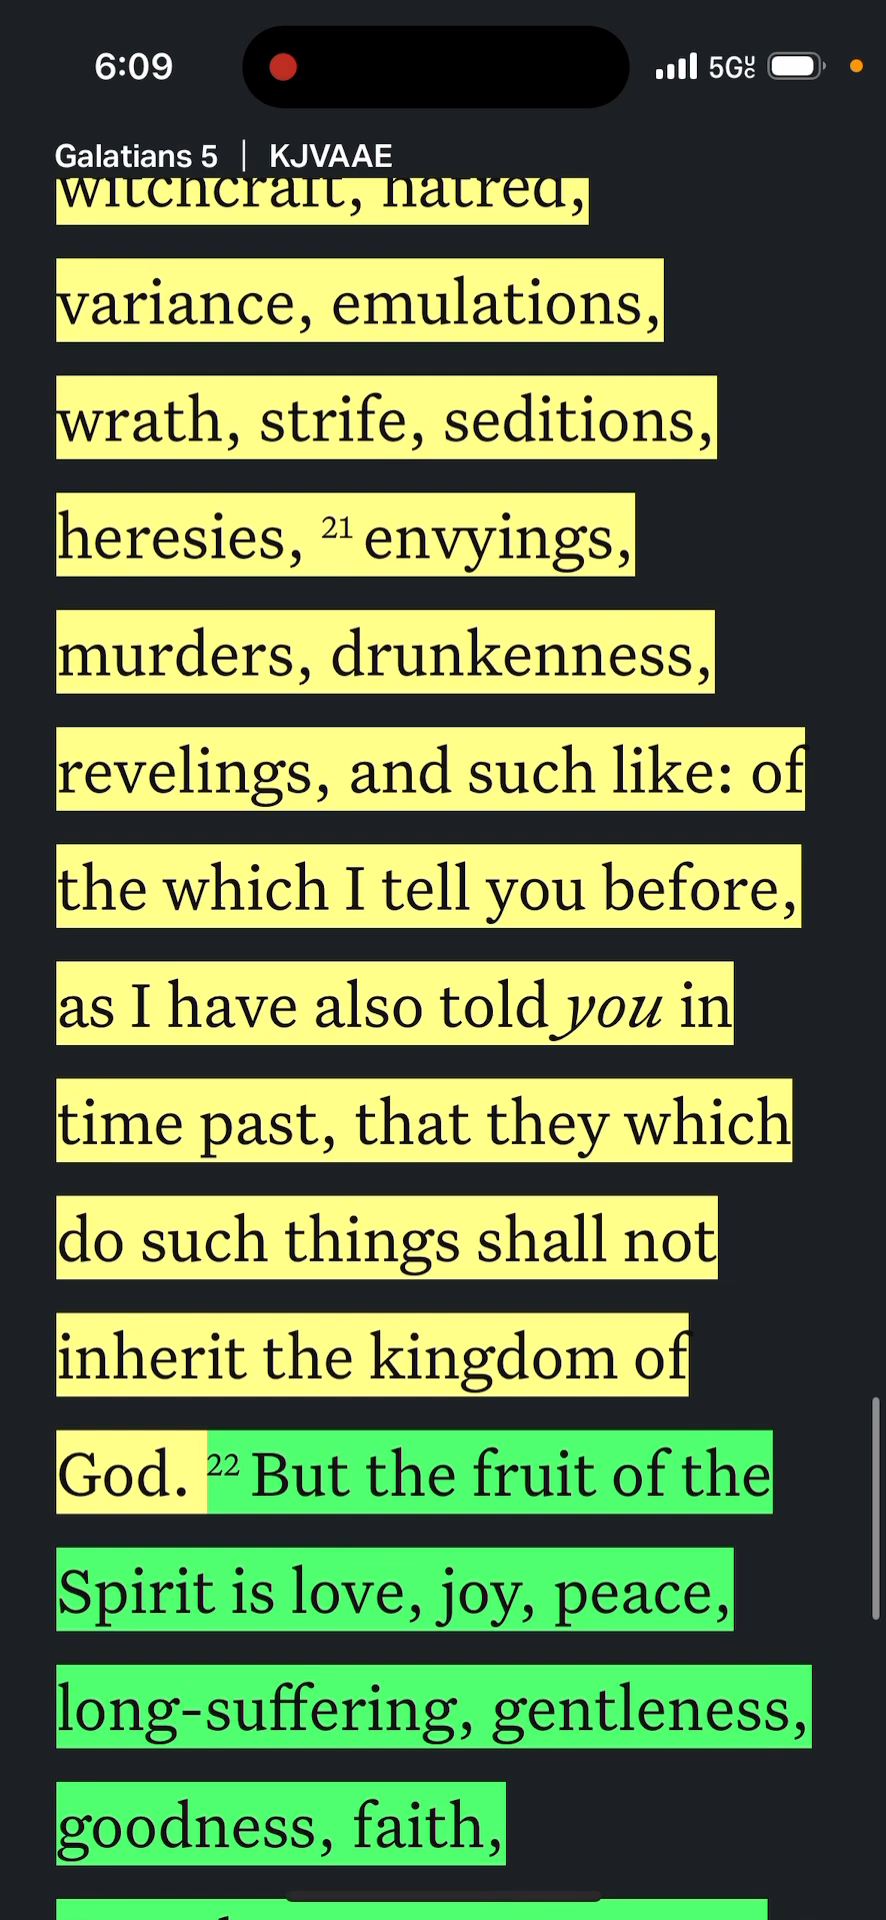 6:09
5G UC
Galatians 5 | KJVAAE
witchcraft, hatred,
variance, emulations,
wrath, strife, seditions,
heresies, 21 envyings,
murders, drunkenness,
revelings, and such like: of
the which I tell you before,
as I have also told you in
time past, that they which
do such things shall not
inherit the kingdom of
God. 22 But the fruit of the
Spirit is love, joy, peace,
long-suffering, gentleness,
goodness, faith,